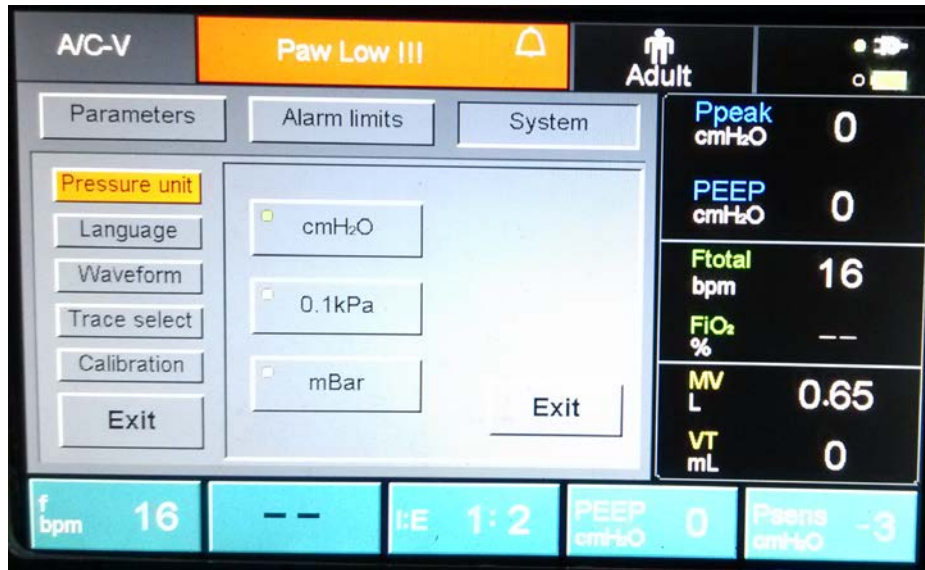 A/C-V
Paw Low !!!
Adult
Parameters
Alarm limits
System
Pressure unit
Language
Waveform
Trace select
Calibration
Exit
cmH₂O
0.1kPa
mBar
Exit
Ppeak 0
cmH₂O
PEEP 0
cmH₂O
Ftotal 16
bpm
FiO₂ --
%
MV 0.65
L
VT 0
mL
f 16
bpm
--
I:E 1:2
PEEP 0
cmH₂O
Psens -3
cmH₂O